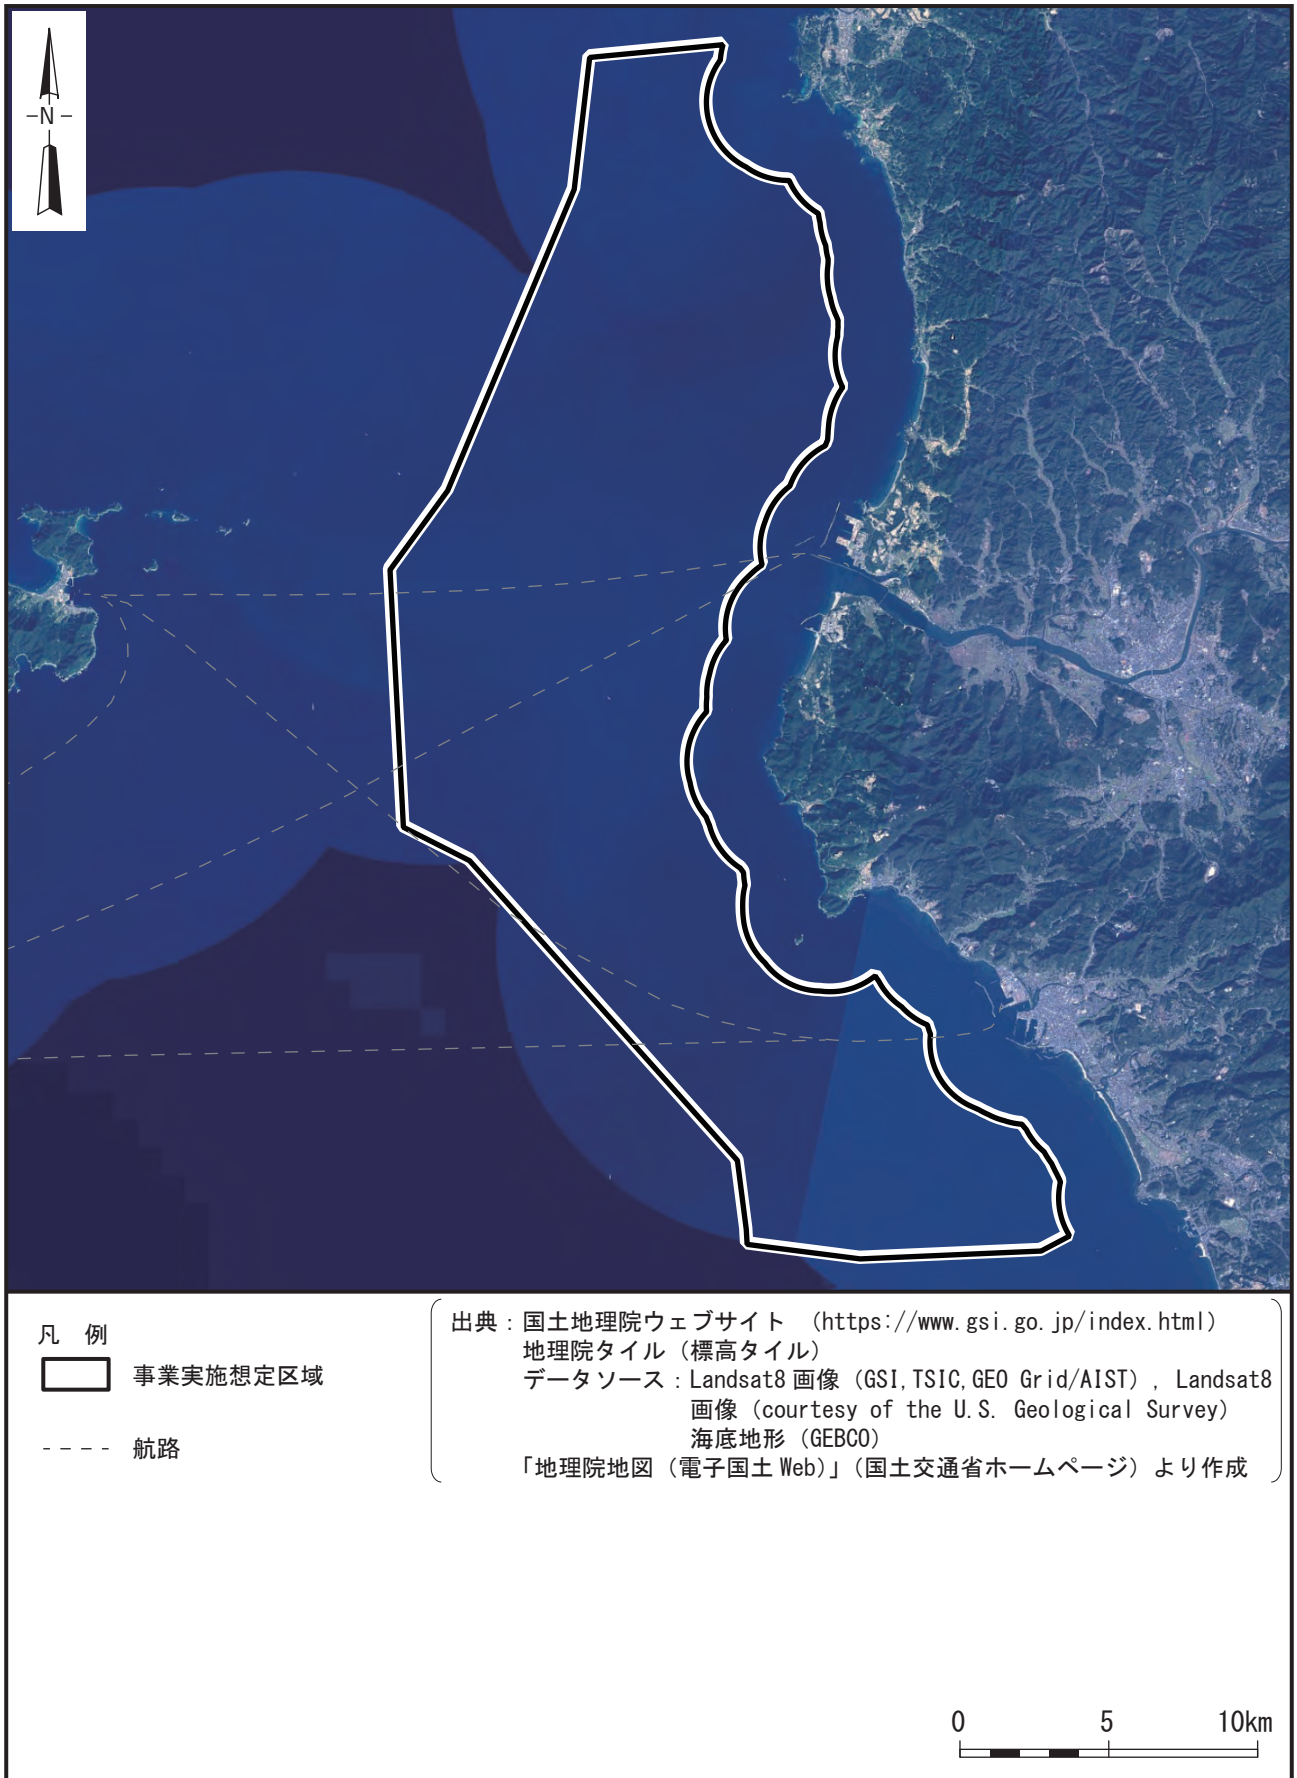 N
凡 例
事業実施想定区域
航路
出典：国土地理院ウェブサイト （https://www.gsi.go.jp/index.html）
地理院タイル（標高タイル）
データソース：Landsat8 画像（GSI,TSIC,GEO Grid/AIST）, Landsat8
画像（courtesy of the U.S. Geological Survey）
海底地形（GEBCO）
「地理院地図（電子国土 Web）」（国土交通省ホームページ）より作成
0 5 10km